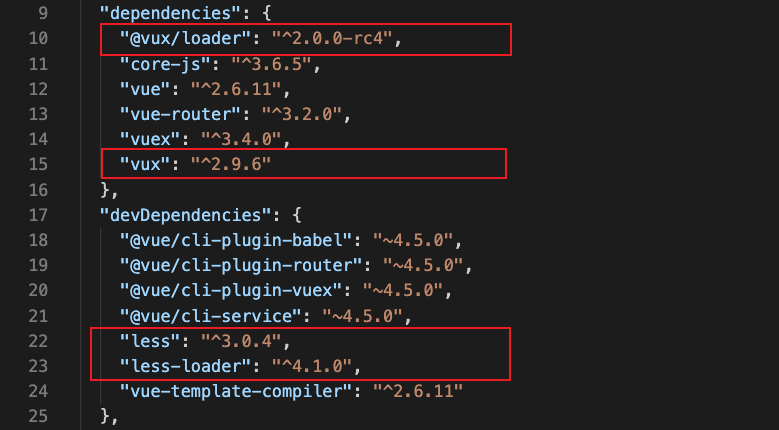 9 "dependencies": {
10 "@vux/loader": "^2.0.0-rc4",
11 "core-js": "^3.6.5",
12 "vue": "^2.6.11",
13 "vue-router": "^3.2.0",
14 "vuex": "^3.4.0",
15 "vux": "^2.9.6"
16 },
17 "devDependencies": {
18 "@vue/cli-plugin-babel": "~4.5.0",
19 "@vue/cli-plugin-router": "~4.5.0",
20 "@vue/cli-plugin-vuex": "~4.5.0",
21 "@vue/cli-service": "~4.5.0",
22 "less": "^3.0.4",
23 "less-loader": "^4.1.0",
24 "vue-template-compiler": "^2.6.11"
25 },